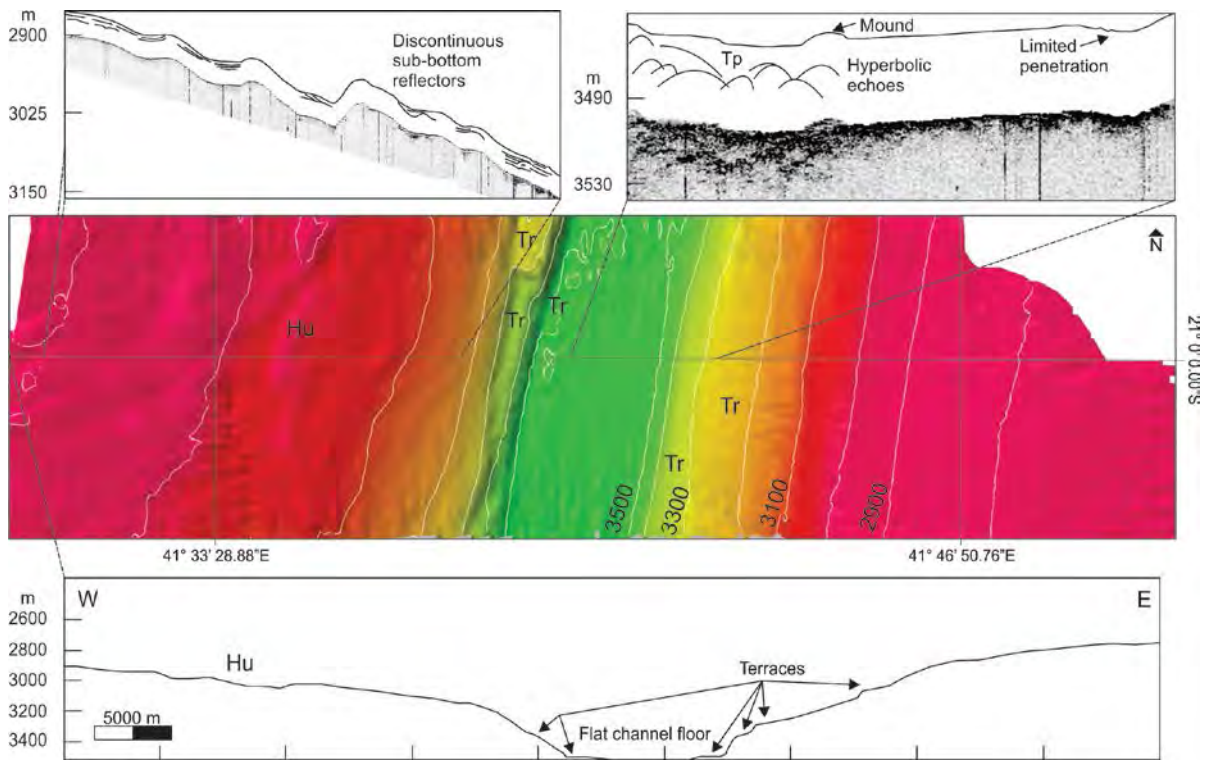 m
2900
3025
3150
Discontinuous
sub-bottom
reflectors
m
3490
3530
Mound
Tp
Hyperbolic
echoes
Limited
penetration
N
Tr
Tr
Tr
Hu
Tr
Tr
3500
3300
3100
2900
21° 0' 0.00"S
41° 33' 28.88"E
41° 46' 50.76"E
m
2600
2800
3000
3200
3400
W
E
Hu
Terraces
Flat channel floor
5000 m